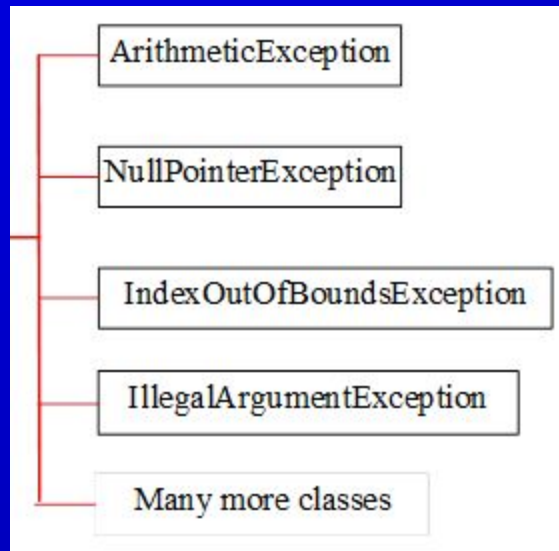 ArithmeticException
NullPointerException
IndexOutOfBoundsException
IllegalArgumentException
Many more classes